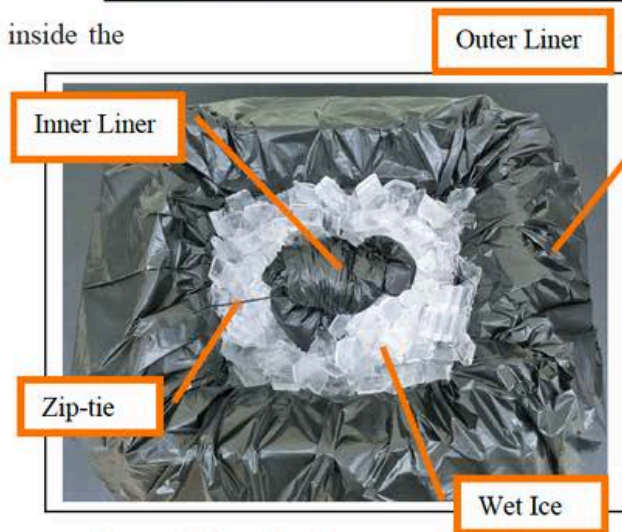 inside the
Outer Liner
Inner Liner
Zip-tie
Wet Ice